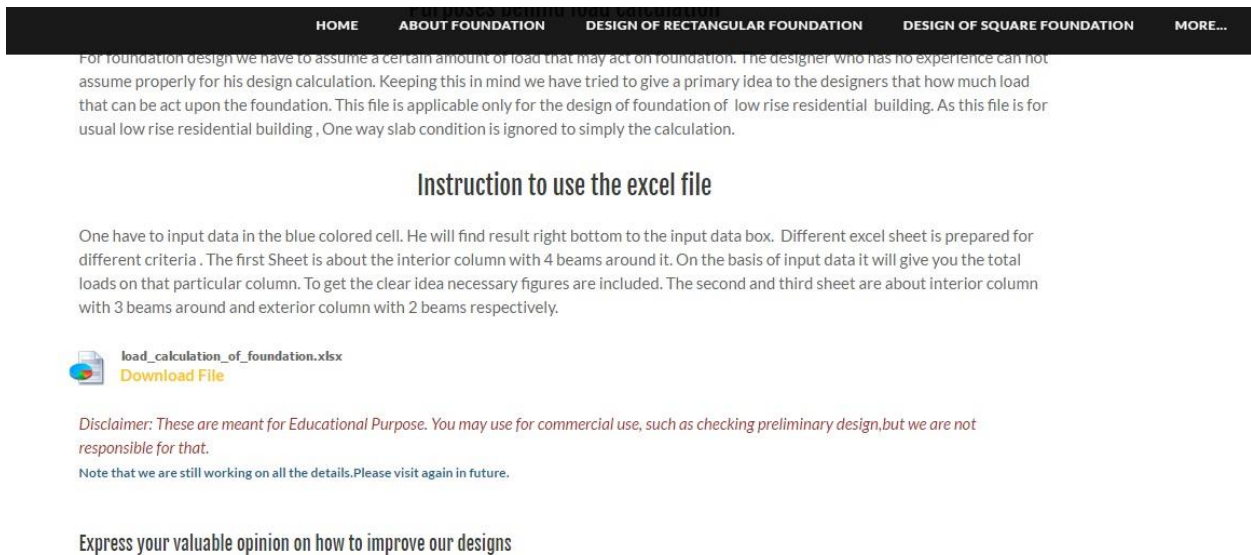 Purposes behind load calculation
HOME ABOUT FOUNDATION DESIGN OF RECTANGULAR FOUNDATION DESIGN OF SQUARE FOUNDATION MORE...
For foundation design we have to assume a certain amount of load that may act on foundation. The designer who has no experience can not
assume properly for his design calculation. Keeping this in mind we have tried to give a primary idea to the designers that how much load
that can be act upon the foundation. This file is applicable only for the design of foundation of low rise residential building. As this file is for
usual low rise residential building , One way slab condition is ignored to simply the calculation.
Instruction to use the excel file
One have to input data in the blue colored cell. He will find result right bottom to the input data box. Different excel sheet is prepared for
different criteria . The first Sheet is about the interior column with 4 beams around it. On the basis of input data it will give you the total
loads on that particular column. To get the clear idea necessary figures are included. The second and third sheet are about interior column
with 3 beams around and exterior column with 2 beams respectively.
load_calculation_of_foundation.xlsx
Download File
Disclaimer: These are meant for Educational Purpose. You may use for commercial use, such as checking preliminary design,but we are not
responsible for that.
Note that we are still working on all the details.Please visit again in future.
Express your valuable opinion on how to improve our designs